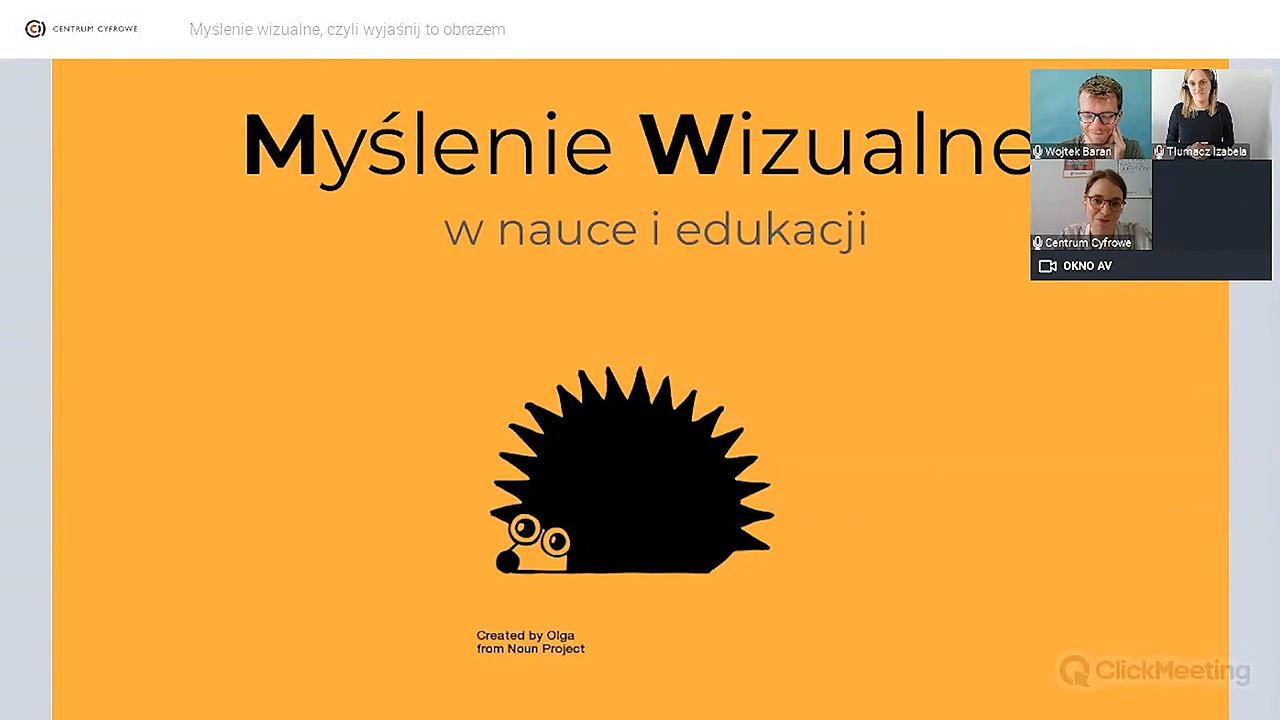 CENTRUM CYFROWE
Myślenie wizualne, czyli wyjaśnij to obrazem
Myślenie Wizualne
w nauce i edukacji
Wojtek Baran
Tłumacz Izabela
Centrum Cyfrowe
OKNO AV
Created by Olga
from Noun Project
ClickMeeting